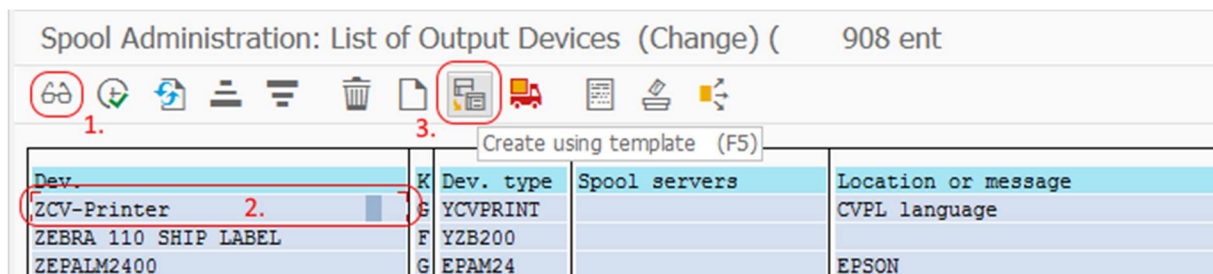 Spool Administration: List of Output Devices (Change) ( 908 ent
1.
3.
Create using template (F5)
Dev. K Dev. type Spool servers Location or message
ZCV-Printer 2. G YCVPRINT CVPL language
ZEBRA 110 SHIP LABEL F YZB200
ZEPALM2400 G EPAM24 EPSON